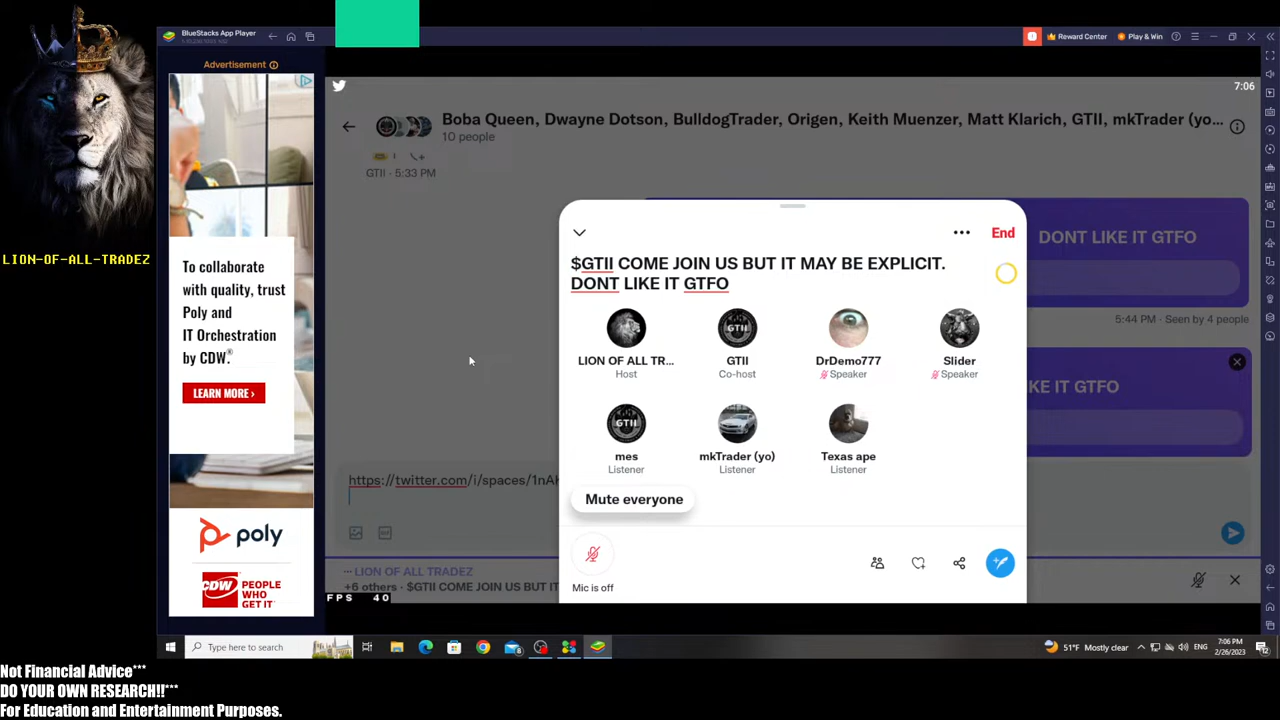 BlueStacks App Player
Reward Center
Play & Win
Advertisement
7:06
Boba Queen, Dwayne Dotson, BulldogTrader, Origen, Keith Muenzer, Matt Klarich, GTII, mkTrader (yo...
10 people
1
GTII · 5:33 PM
DONT LIKE IT GTFO
5:44 PM · Seen by 4 people
KE IT GTFO
End
$GTII COME JOIN US BUT IT MAY BE EXPLICIT.
DONT LIKE IT GTFO
LION OF ALL TR...
Host
GTII
GTII
Co-host
DrDemo777
Speaker
Slider
Speaker
GTII
mes
Listener
mkTrader (yo)
Listener
Texas ape
Listener
Mute everyone
Mic is off
https://twitter.com/i/spaces/1nAH
LION OF ALL TRADEZ
+6 others · $GTII COME JOIN US BUT IT
FPS 40
LION-OF-ALL-TRADEZ
To collaborate
with quality, trust
Poly and
IT Orchestration
by CDW.®
LEARN MORE ›
poly
CDW PEOPLE
WHO
GET IT
Type here to search
51°F Mostly clear
ENG
7:06 PM
2/26/2023
Not Financial Advice***
DO YOUR OWN RESEARCH!!***
For Education and Entertainment Purposes.